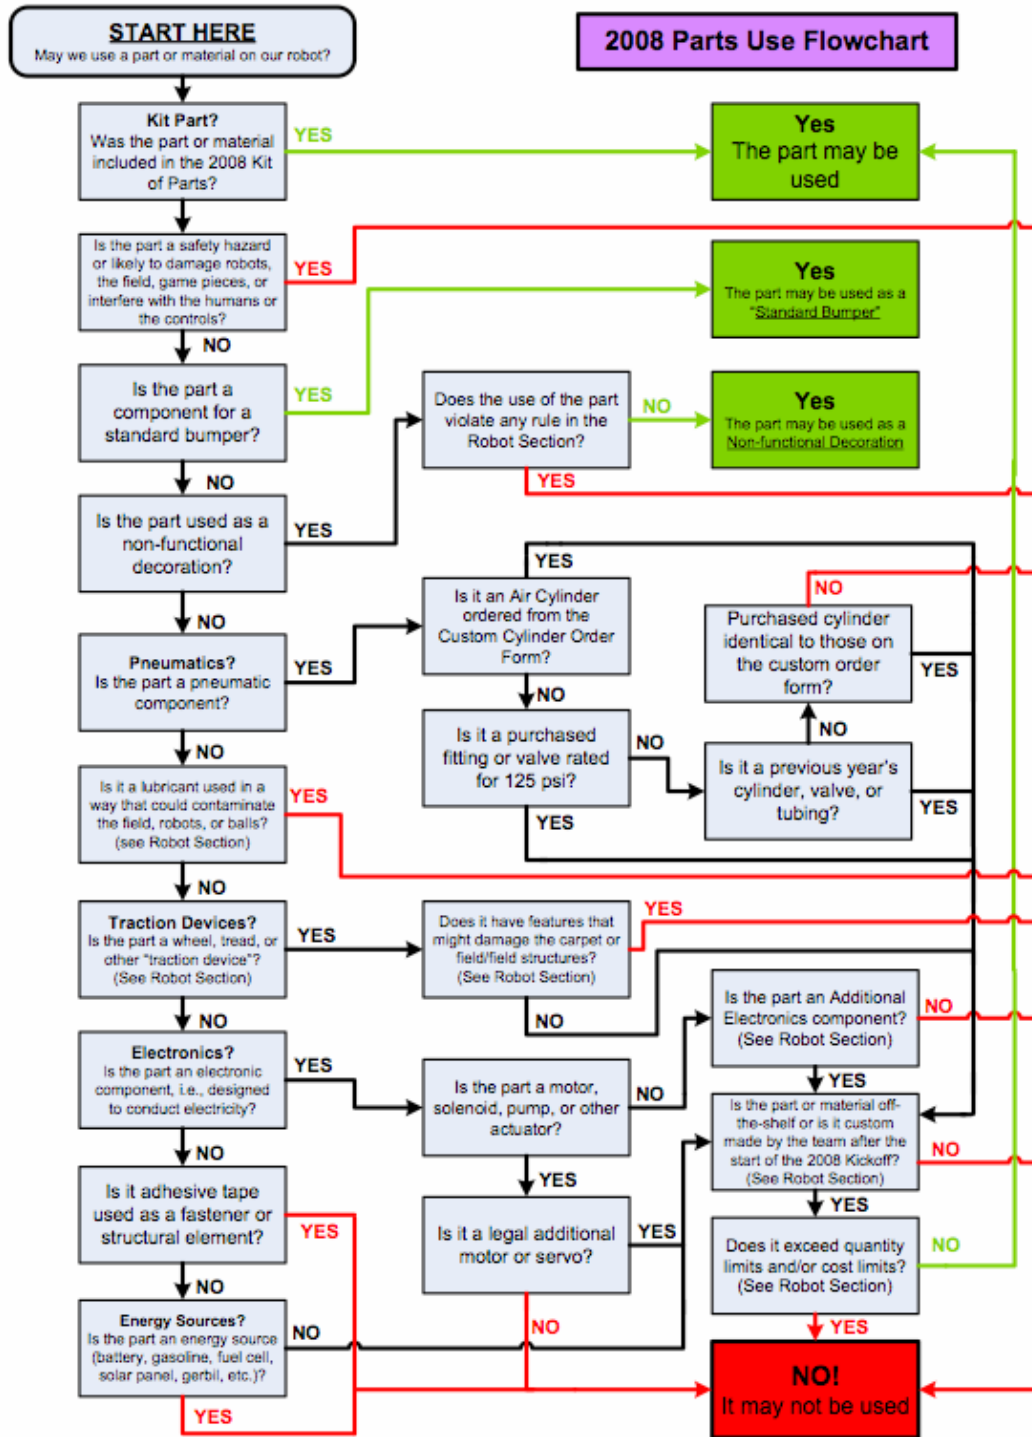 START HERE
May we use a part or material on our robot?
2008 Parts Use Flowchart
Kit Part?
Was the part or material
included in the 2008 Kit
of Parts?
YES
Yes
The part may be
used
Is the part a safety hazard
or likely to damage robots,
the field, game pieces, or
interfere with the humans or
the controls?
YES
NO
Yes
The part may be used as a
"Standard Bumper"
Is the part a
component for a
standard bumper?
YES
NO
Does the use of the part
violate any rule in the
Robot Section?
NO
YES
Yes
The part may be used as a
Non-functional Decoration
Is the part used as a
non-functional
decoration?
YES
NO
Pneumatics?
Is the part a pneumatic
component?
YES
NO
Is it an Air Cylinder
ordered from the
Custom Cylinder Order
Form?
YES
NO
Purchased cylinder
identical to those on
the custom order
form?
NO
YES
Is it a purchased
fitting or valve rated
for 125 psi?
NO
YES
Is it a previous year's
cylinder, valve, or
tubing?
NO
YES
Is it a lubricant used in a
way that could contaminate
the field, robots, or balls?
(see Robot Section)
YES
NO
Traction Devices?
Is the part a wheel, tread, or
other "traction device"?
(See Robot Section)
YES
NO
Does it have features that
might damage the carpet or
field/field structures?
(See Robot Section)
YES
NO
Electronics?
Is the part an electronic
component, i.e., designed
to conduct electricity?
YES
NO
Is the part a motor,
solenoid, pump, or other
actuator?
NO
YES
Is the part an Additional
Electronics component?
(See Robot Section)
NO
YES
Is the part or material off-
the-shelf or is it custom
made by the team after the
start of the 2008 Kickoff?
(See Robot Section)
NO
YES
Is it adhesive tape
used as a fastener or
structural element?
YES
NO
Is it a legal additional
motor or servo?
YES
NO
Does it exceed quantity
limits and/or cost limits?
(See Robot Section)
NO
YES
Energy Sources?
Is the part an energy source
(battery, gasoline, fuel cell,
solar panel, gerbil, etc.)?
NO
YES
NO!
It may not be used